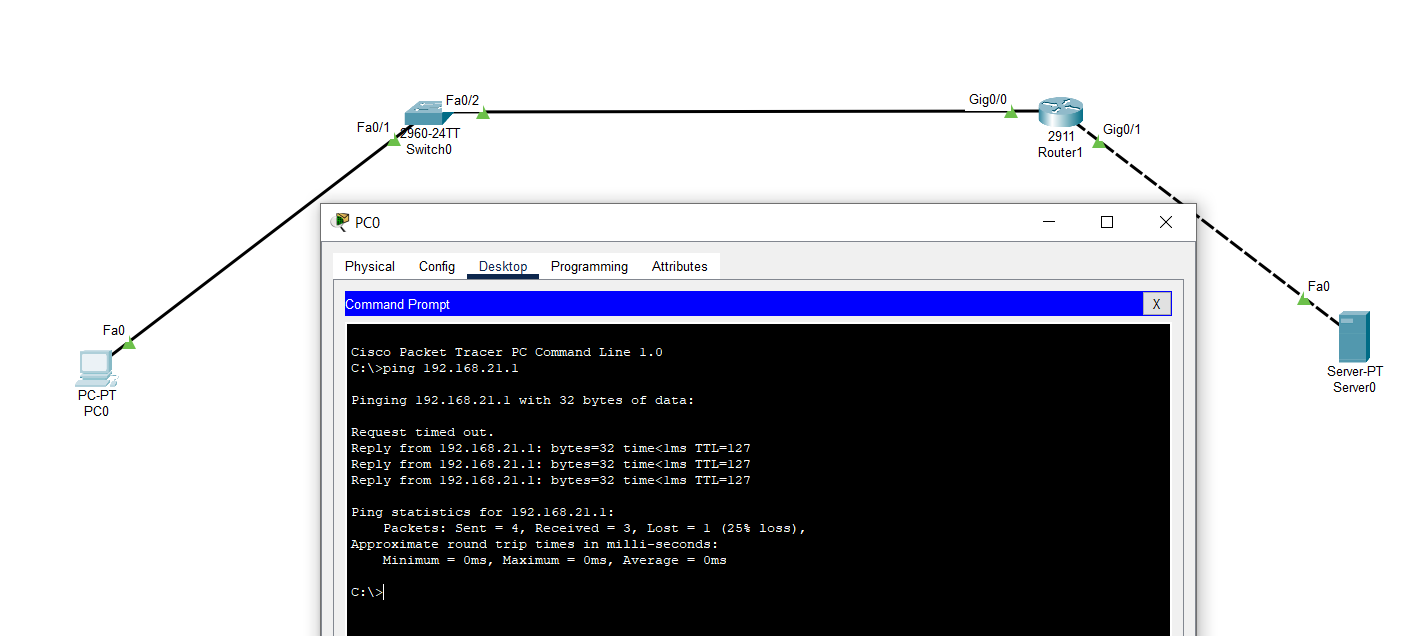 Fa0/2
Gig0/0
Fa0/1
2960-24TT
Switch0
Gig0/1
2911
Router1
PC0
Physical Config Desktop Programming Attributes
Fa0
Command Prompt X
Fa0
PC-PT
PC0
Server-PT
Server0
Cisco Packet Tracer PC Command Line 1.0
C:\>ping 192.168.21.1
Pinging 192.168.21.1 with 32 bytes of data:
Request timed out.
Reply from 192.168.21.1: bytes=32 time<1ms TTL=127
Reply from 192.168.21.1: bytes=32 time<1ms TTL=127
Reply from 192.168.21.1: bytes=32 time<1ms TTL=127
Ping statistics for 192.168.21.1:
Packets: Sent = 4, Received = 3, Lost = 1 (25% loss),
Approximate round trip times in milli-seconds:
Minimum = 0ms, Maximum = 0ms, Average = 0ms
C:\>